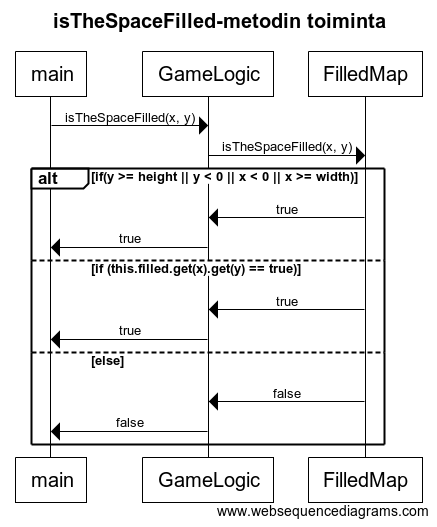 isTheSpaceFilled-metodin toiminta
main GameLogic FilledMap
isTheSpaceFilled(x, y)
isTheSpaceFilled(x, y)
alt [if(y >= height || y < 0 || x < 0 || x >= width)]
true
true
[if (this.filled.get(x).get(y) == true)]
true
true
[else]
false
false
main GameLogic FilledMap
www.websequencediagrams.com